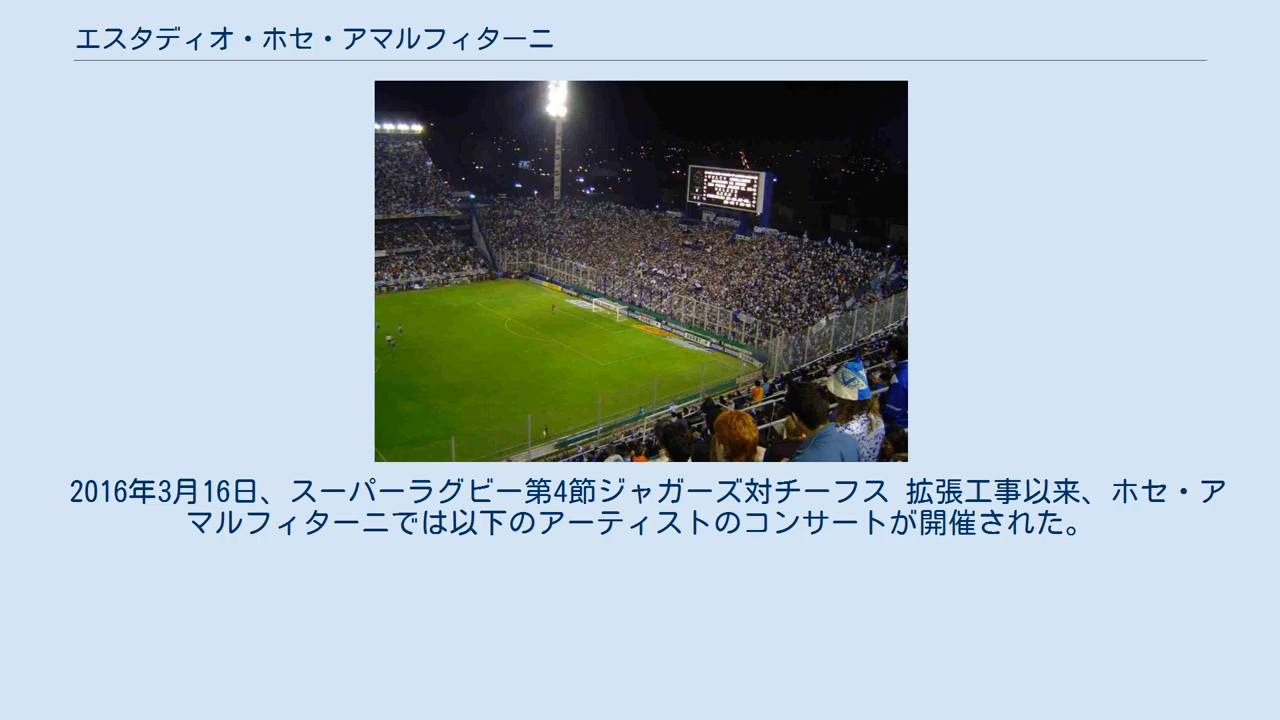 エスタディオ・ホセ・アマルフィターニ
2016年3月16日、スーパーラグビー第4節ジャガーズ対チーフス 拡張工事以来、ホセ・ア
マルフィターニでは以下のアーティストのコンサートが開催された。